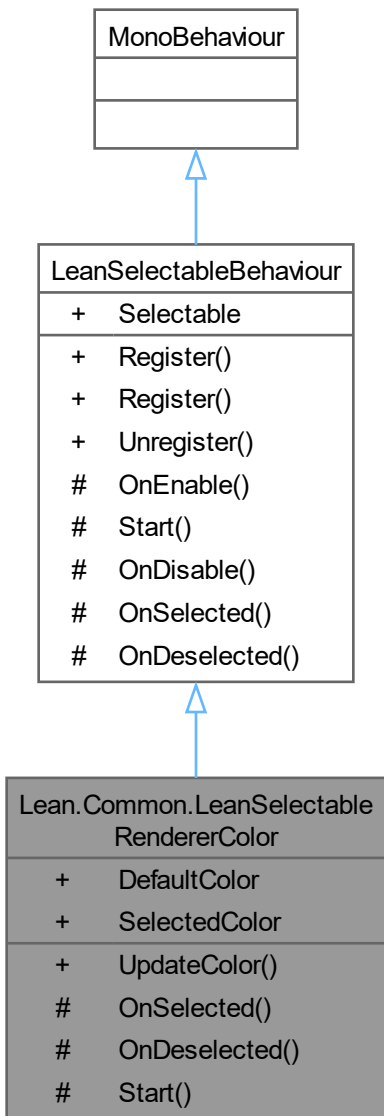 MonoBehaviour
LeanSelectableBehaviour
+ Selectable
+ Register()
+ Register()
+ Unregister()
# OnEnable()
# Start()
# OnDisable()
# OnSelected()
# OnDeselected()
Lean.Common.LeanSelectable
RendererColor
+ DefaultColor
+ SelectedColor
+ UpdateColor()
# OnSelected()
# OnDeselected()
# Start()